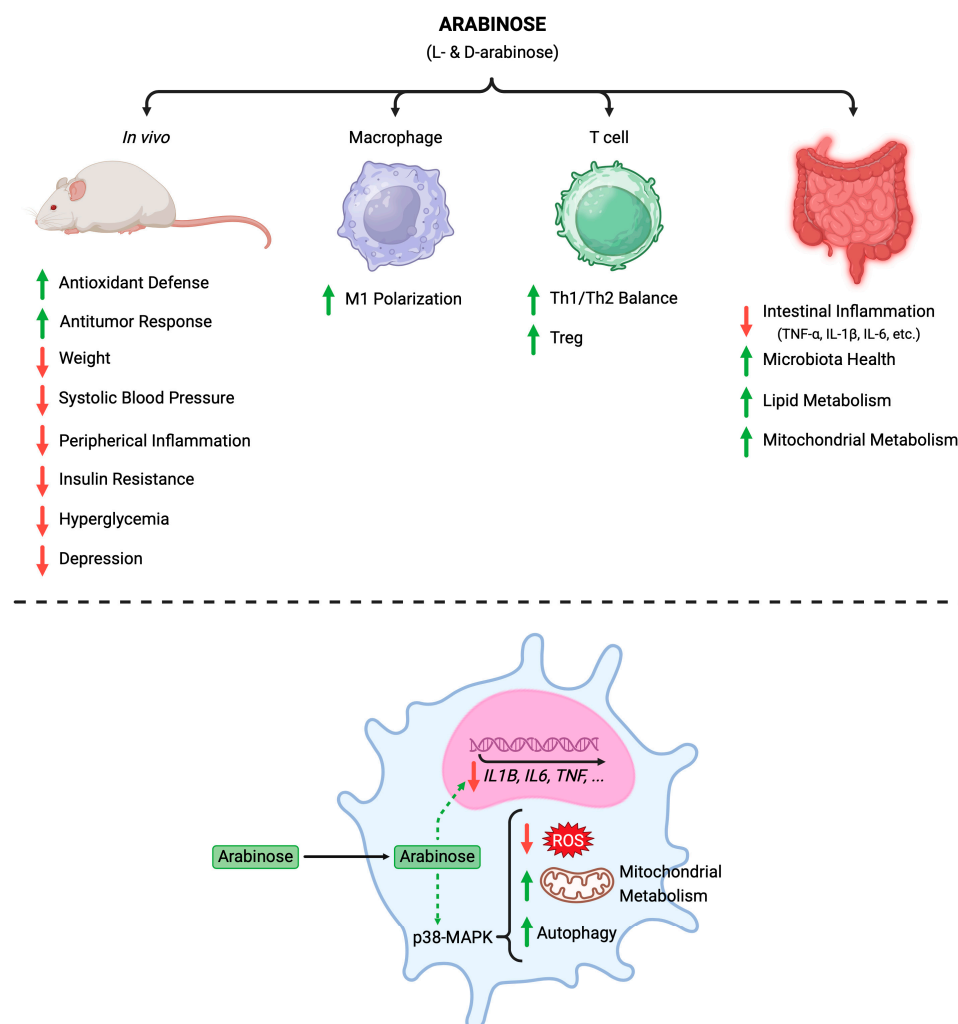 ARABINOSE
(L- & D-arabinose)
In vivo
Antioxidant Defense
Antitumor Response
Weight
Systolic Blood Pressure
Peripherical Inflammation
Insulin Resistance
Hyperglycemia
Depression
Macrophage
M1 Polarization
T cell
Th1/Th2 Balance
Treg
Intestinal Inflammation
(TNF-α, IL-1β, IL-6, etc.)
Microbiota Health
Lipid Metabolism
Mitochondrial Metabolism
IL1B, IL6, TNF, ...
Arabinose
Arabinose
p38-MAPK
ROS
Mitochondrial
Metabolism
Autophagy